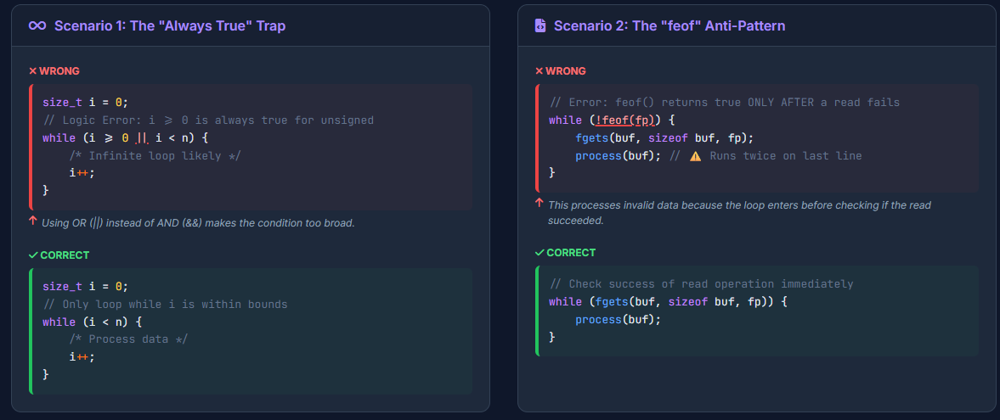 Scenario 1: The "Always True" Trap
WRONG
size_t i = 0;
// Logic Error: i >= 0 is always true for unsigned
while (i >= 0 || i < n) {
/* Infinite loop likely */
i++;
}
Using OR (||) instead of AND (&&) makes the condition too broad.
CORRECT
size_t i = 0;
// Only loop while i is within bounds
while (i < n) {
/* Process data */
i++;
}
Scenario 2: The "feof" Anti-Pattern
WRONG
// Error: feof() returns true ONLY AFTER a read fails
while (!feof(fp)) {
fgets(buf, sizeof buf, fp);
process(buf); // ⚠️ Runs twice on last line
}
This processes invalid data because the loop enters before checking if the read
succeeded.
CORRECT
// Check success of read operation immediately
while (fgets(buf, sizeof buf, fp)) {
process(buf);
}